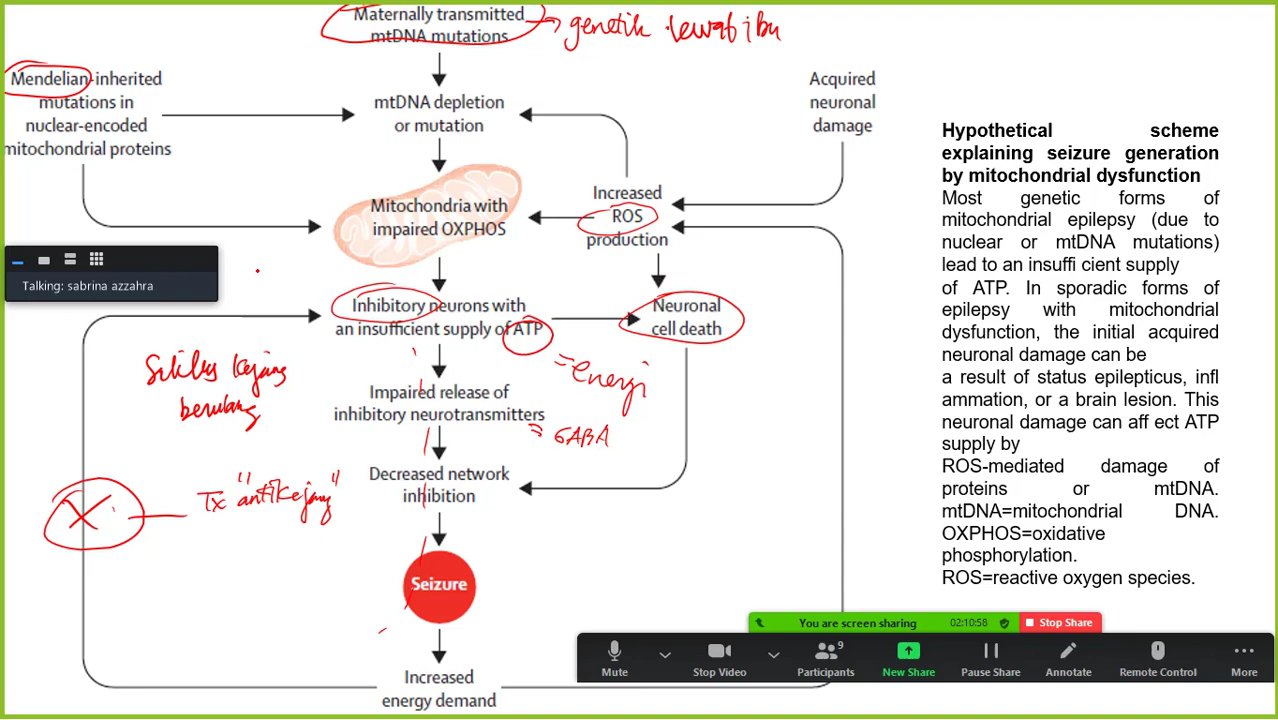 Maternally transmitted
mtDNA mutations
genetik lewat ibu
Mendelian-inherited
mutations in
nuclear-encoded
mitochondrial proteins
mtDNA depletion
or mutation
Acquired
neuronal
damage
Mitochondria with
impaired OXPHOS
Increased
ROS
production
Talking: sabrina azzahra
Inhibitory neurons with
an insufficient supply of ATP
= energi
Neuronal
cell death
Siklus kejang
berulang
Impaired release of
inhibitory neurotransmitters
= GABA
Tx "antikejang"
Decreased network
inhibition
Seizure
Increased
energy demand
Hypothetical scheme
explaining seizure generation
by mitochondrial dysfunction
Most genetic forms of
mitochondrial epilepsy (due to
nuclear or mtDNA mutations)
lead to an insuffi cient supply
of ATP. In sporadic forms of
epilepsy with mitochondrial
dysfunction, the initial acquired
neuronal damage can be
a result of status epilepticus, infl
ammation, or a brain lesion. This
neuronal damage can aff ect ATP
supply by
ROS-mediated damage of
proteins or mtDNA.
mtDNA=mitochondrial DNA.
OXPHOS=oxidative
phosphorylation.
ROS=reactive oxygen species.
You are screen sharing
02:10:58
Stop Share
Mute
Stop Video
Participants
9
New Share
Pause Share
Annotate
Remote Control
More